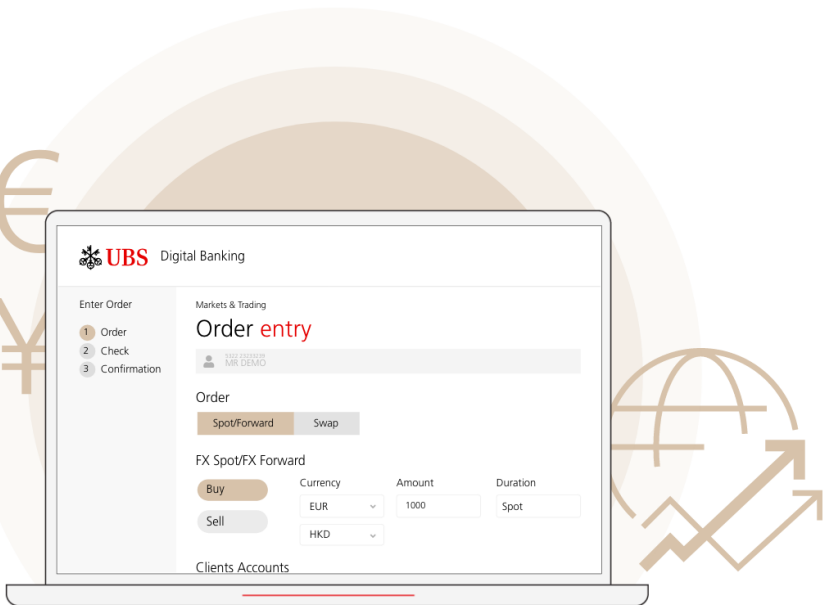 UBS Digital Banking
Enter Order
1 Order
2 Check
3 Confirmation
Markets & Trading
Order entry
MR DEMO
Order
Spot/Forward Swap
FX Spot/FX Forward
Buy
Sell
Currency Amount Duration
EUR 1000 Spot
HKD
Clients Accounts
€
¥